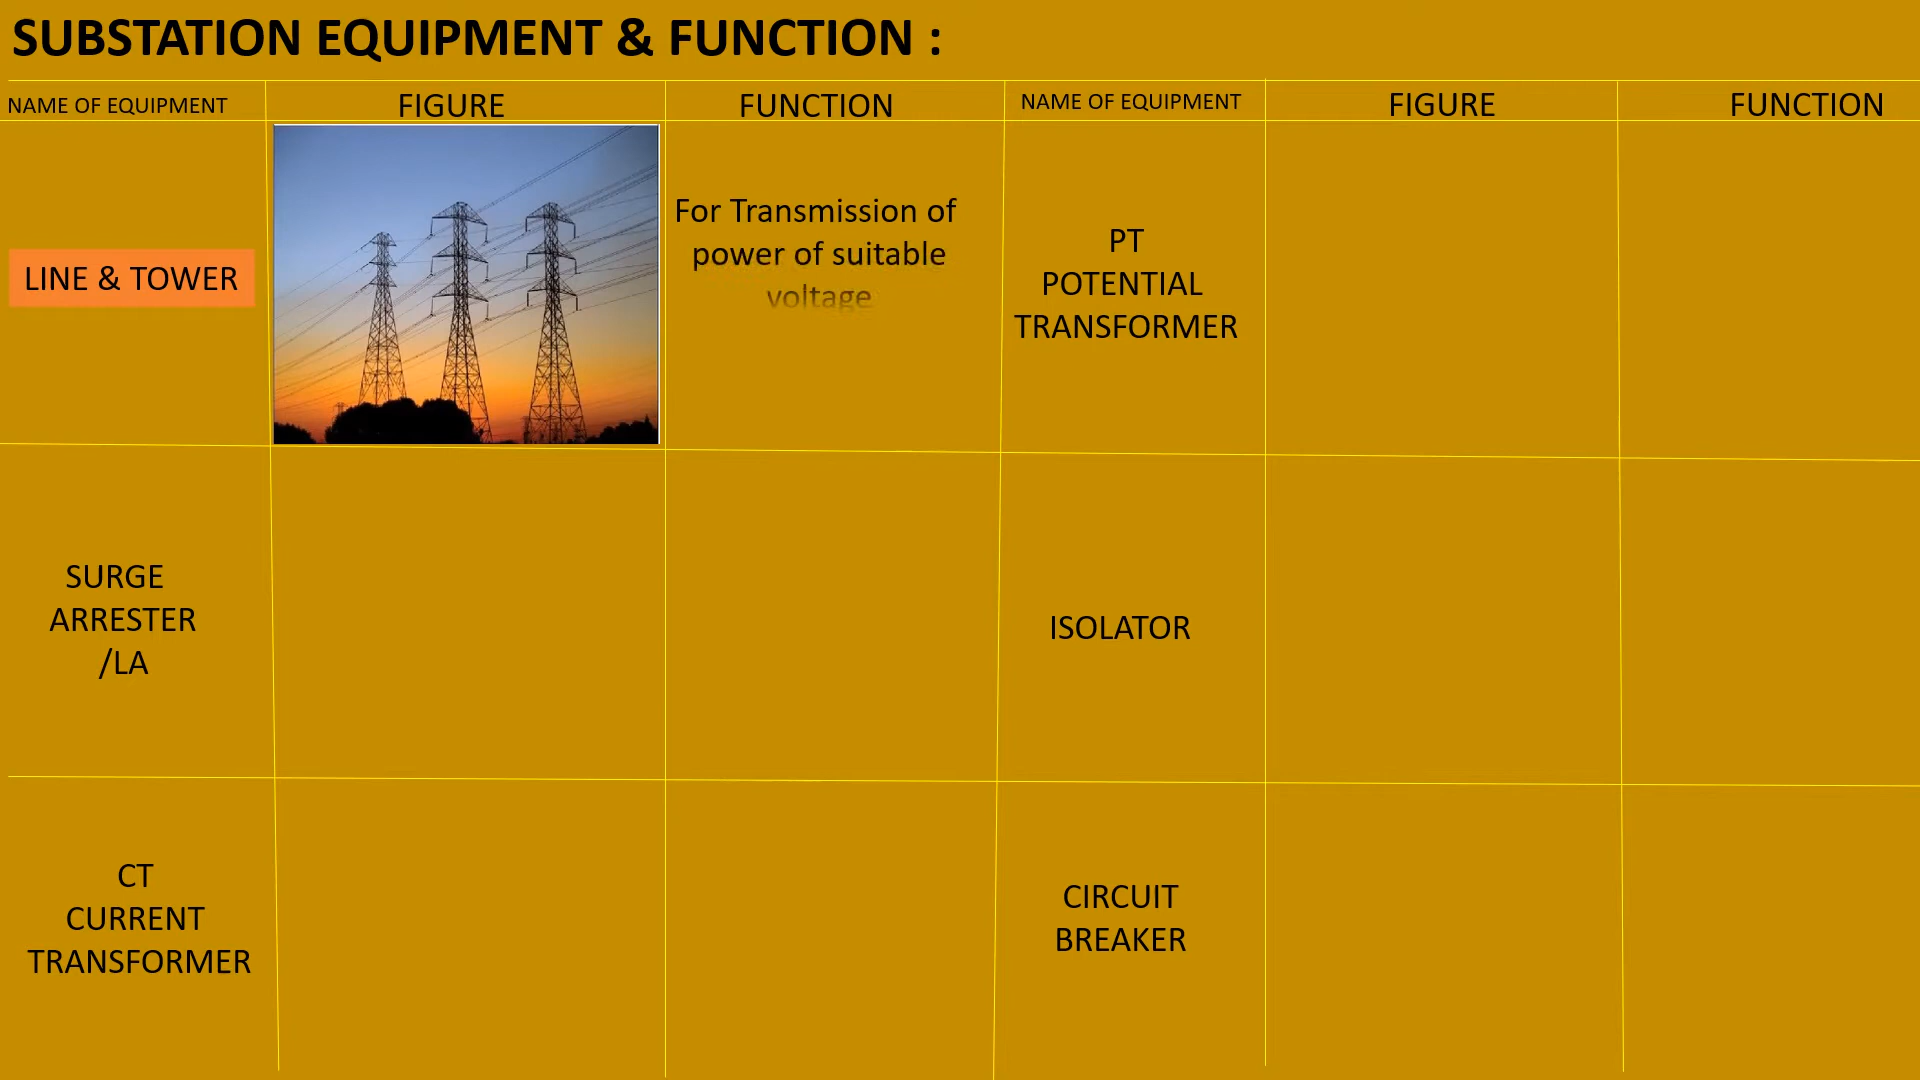 SUBSTATION EQUIPMENT & FUNCTION :
NAME OF EQUIPMENT
FIGURE
FUNCTION
NAME OF EQUIPMENT
FIGURE
FUNCTION
LINE & TOWER
For Transmission of
power of suitable
voltage
PT
POTENTIAL
TRANSFORMER
SURGE
ARRESTER
/LA
ISOLATOR
CT
CURRENT
TRANSFORMER
CIRCUIT
BREAKER